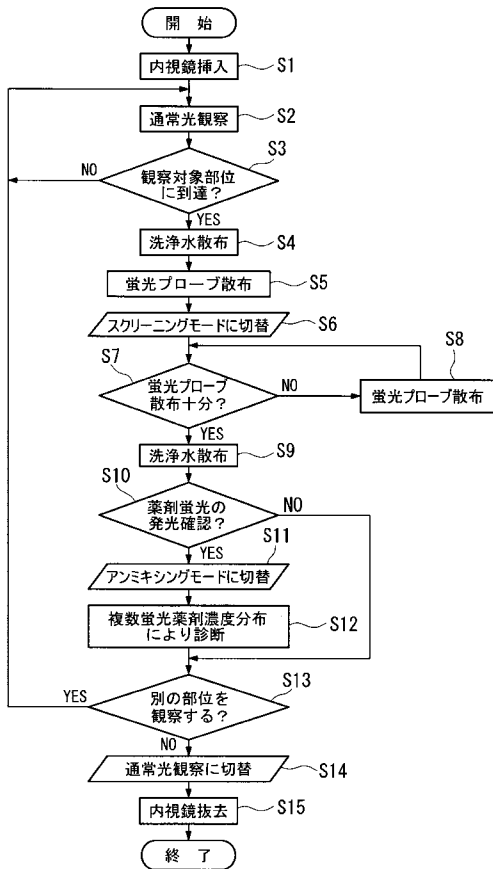 開 始
内視鏡挿入
S1
通常光観察
S2
S3
NO
観察対象部位
に到達?
YES
洗浄水散布
S4
蛍光プローブ散布
S5
スクリーニングモードに切替
S6
S7
S8
蛍光プローブ
散布十分?
NO
蛍光プローブ散布
YES
洗浄水散布
S9
S10
薬剤蛍光の
発光確認?
NO
YES
S11
アンミキシングモードに切替
複数蛍光薬剤濃度分布
により診断
S12
S13
YES
別の部位を
観察する?
NO
通常光観察に切替
S14
内視鏡抜去
S15
終 了